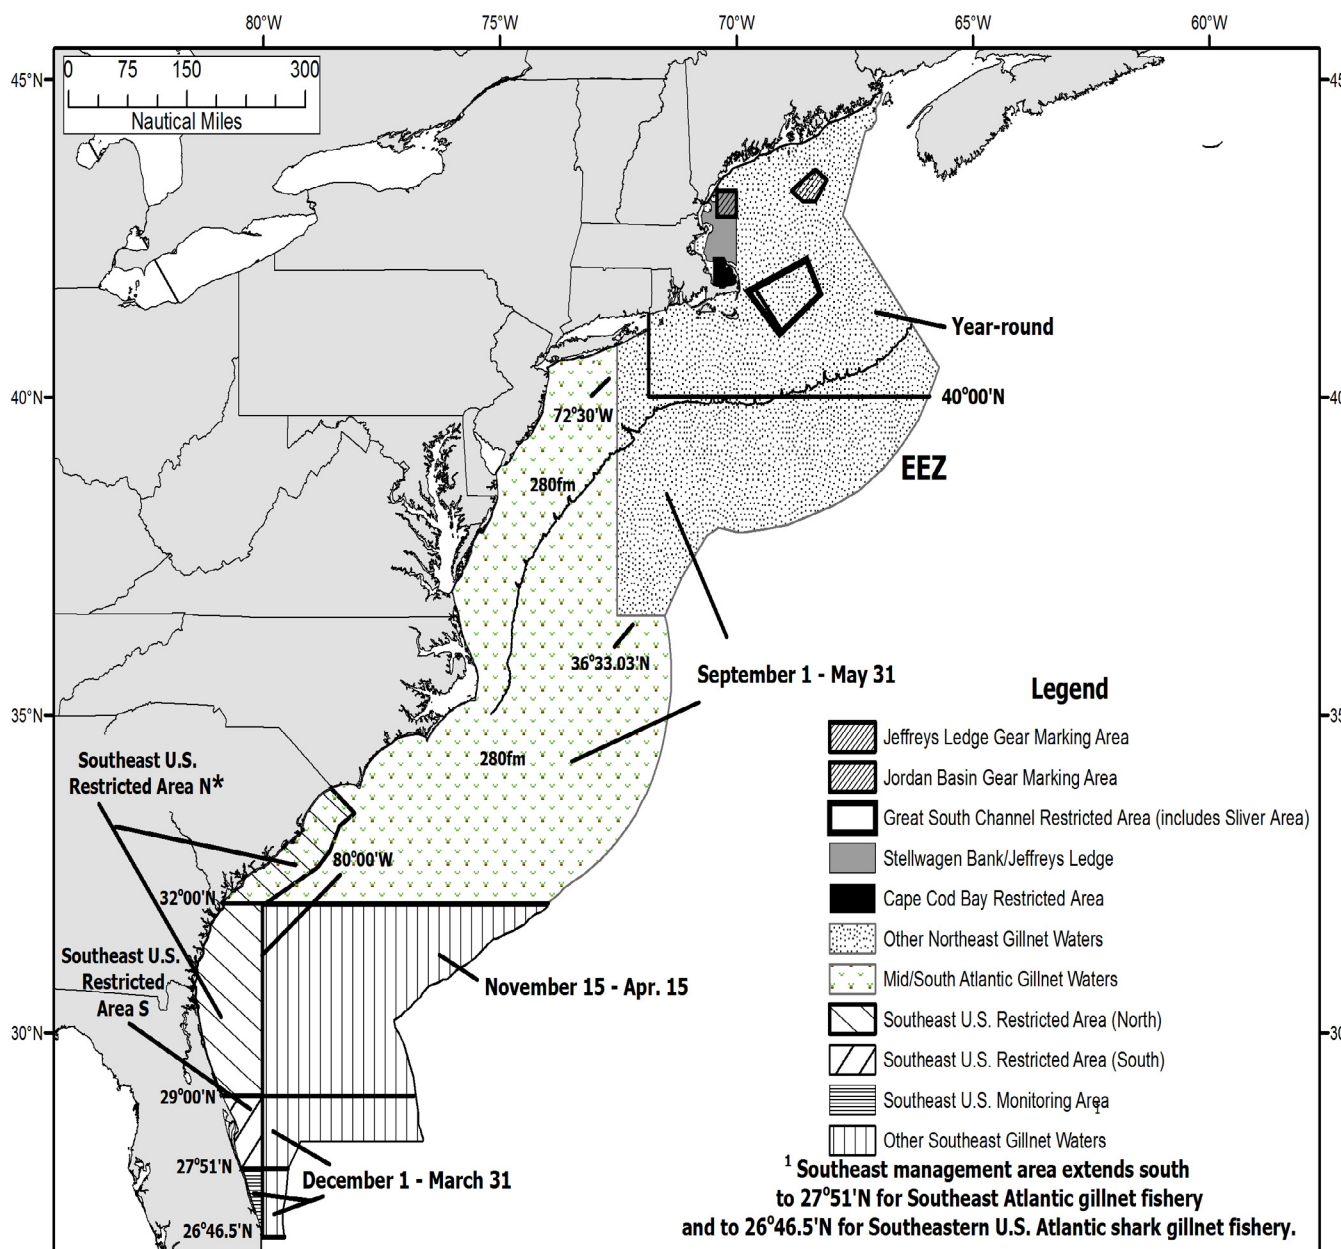 80°W 75°W 70°W 65°W 60°W
0 75 150 300
Nautical Miles
45°N
40°N
35°N
30°N
45
40
35
30
Year-round
40°00'N
72°30'W
EEZ
280fm
36°33.03'N
September 1 - May 31
280fm
Southeast U.S.
Restricted Area N*
80°00'W
32°00'N
Southeast U.S.
Restricted
Area S
November 15 - Apr. 15
29°00'N
27°51'N
December 1 - March 31
26°46.5'N
Legend
Jeffreys Ledge Gear Marking Area
Jordan Basin Gear Marking Area
Great South Channel Restricted Area (includes Sliver Area)
Stellwagen Bank/Jeffreys Ledge
Cape Cod Bay Restricted Area
Other Northeast Gillnet Waters
Mid/South Atlantic Gillnet Waters
Southeast U.S. Restricted Area (North)
Southeast U.S. Restricted Area (South)
Southeast U.S. Monitoring Area
1
Other Southeast Gillnet Waters
1 Southeast management area extends south
to 27°51'N for Southeast Atlantic gillnet fishery
and to 26°46.5'N for Southeastern U.S. Atlantic shark gillnet fishery.